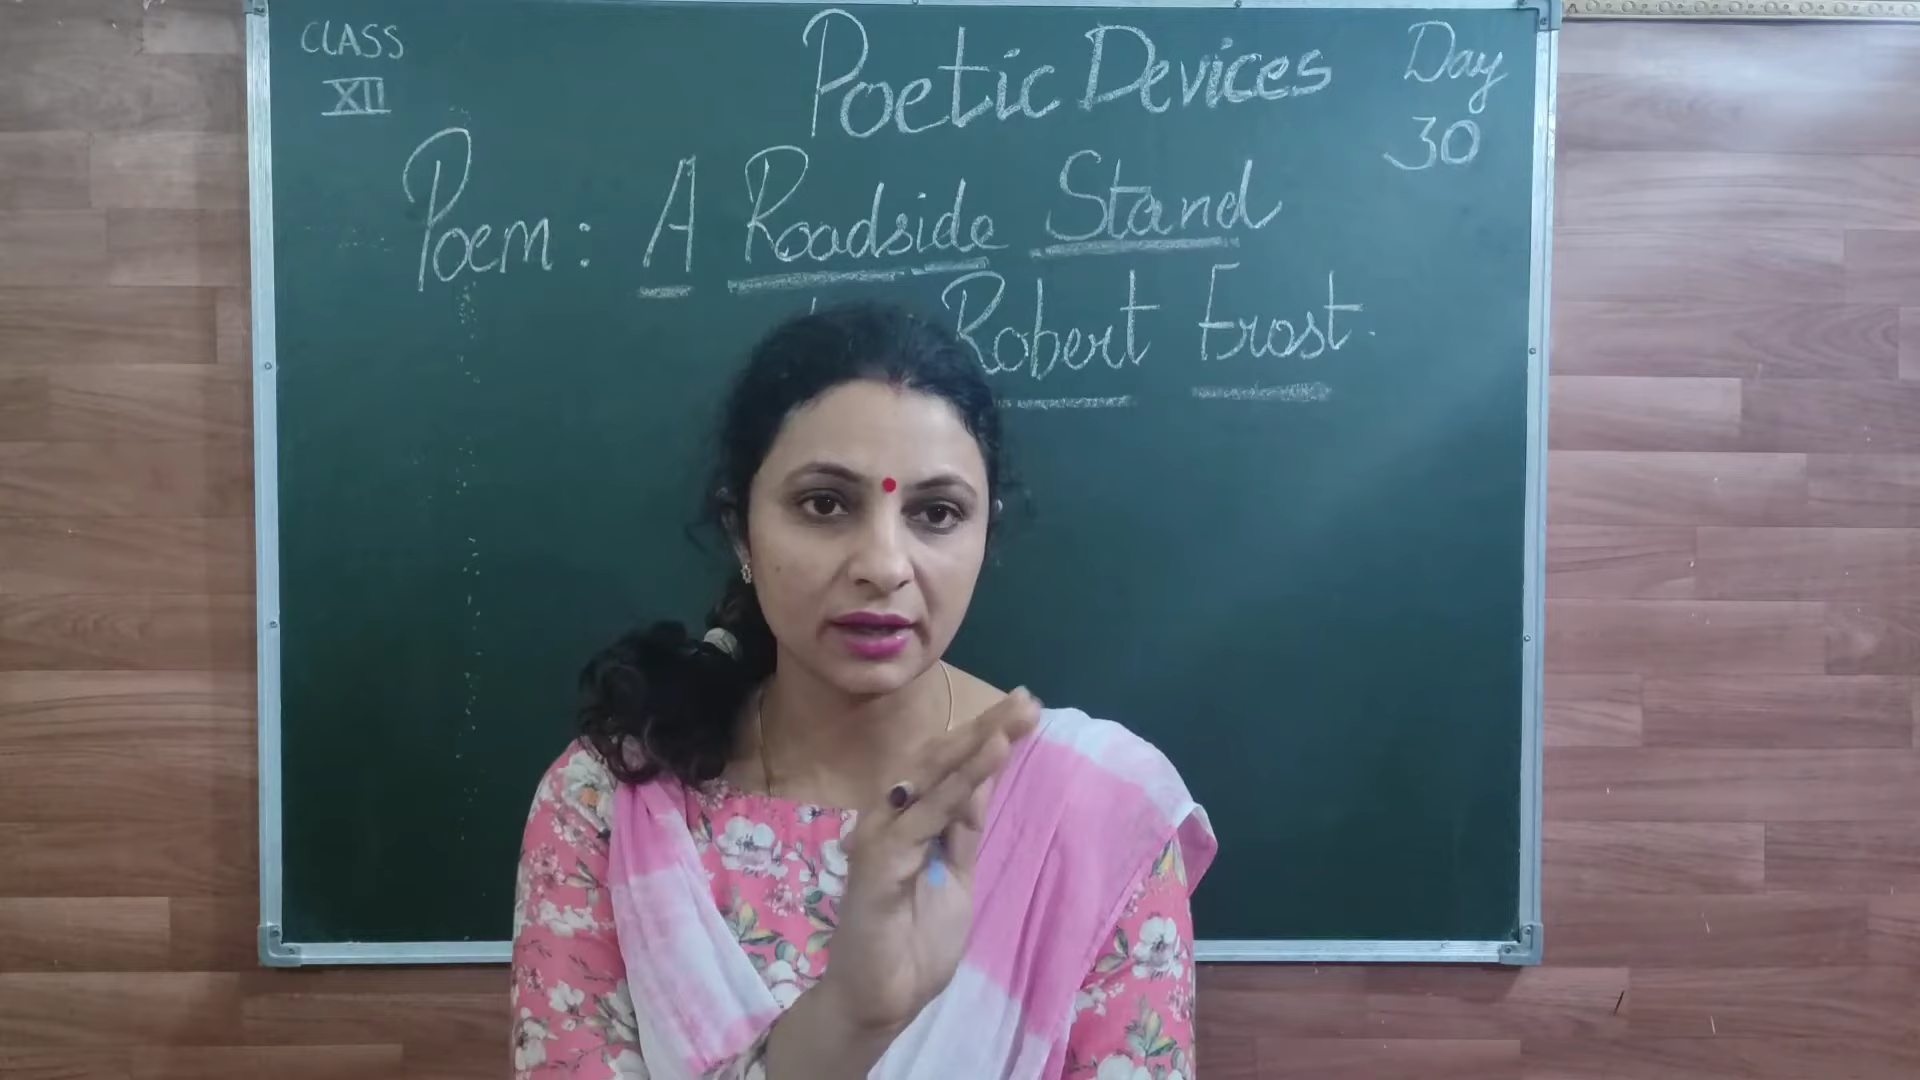 CLASS
XII
Poetic Devices
Day
30
Poem: A Roadside Stand
Robert Frost.